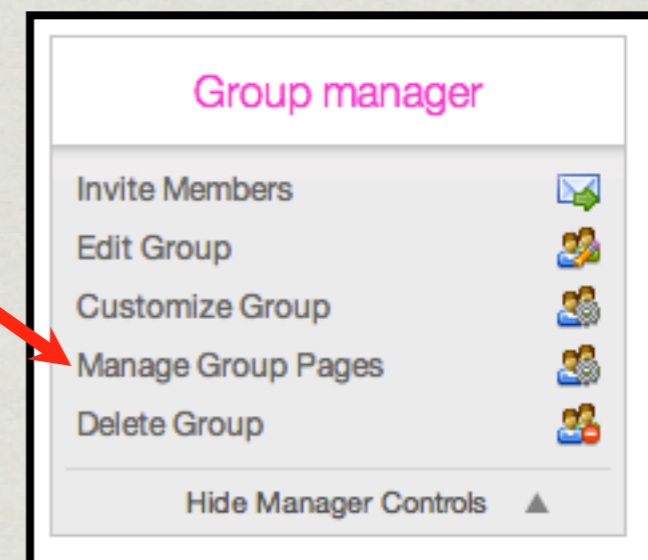 Group manager
Invite Members
Edit Group
Customize Group
Manage Group Pages
Delete Group
Hide Manager Controls ▲